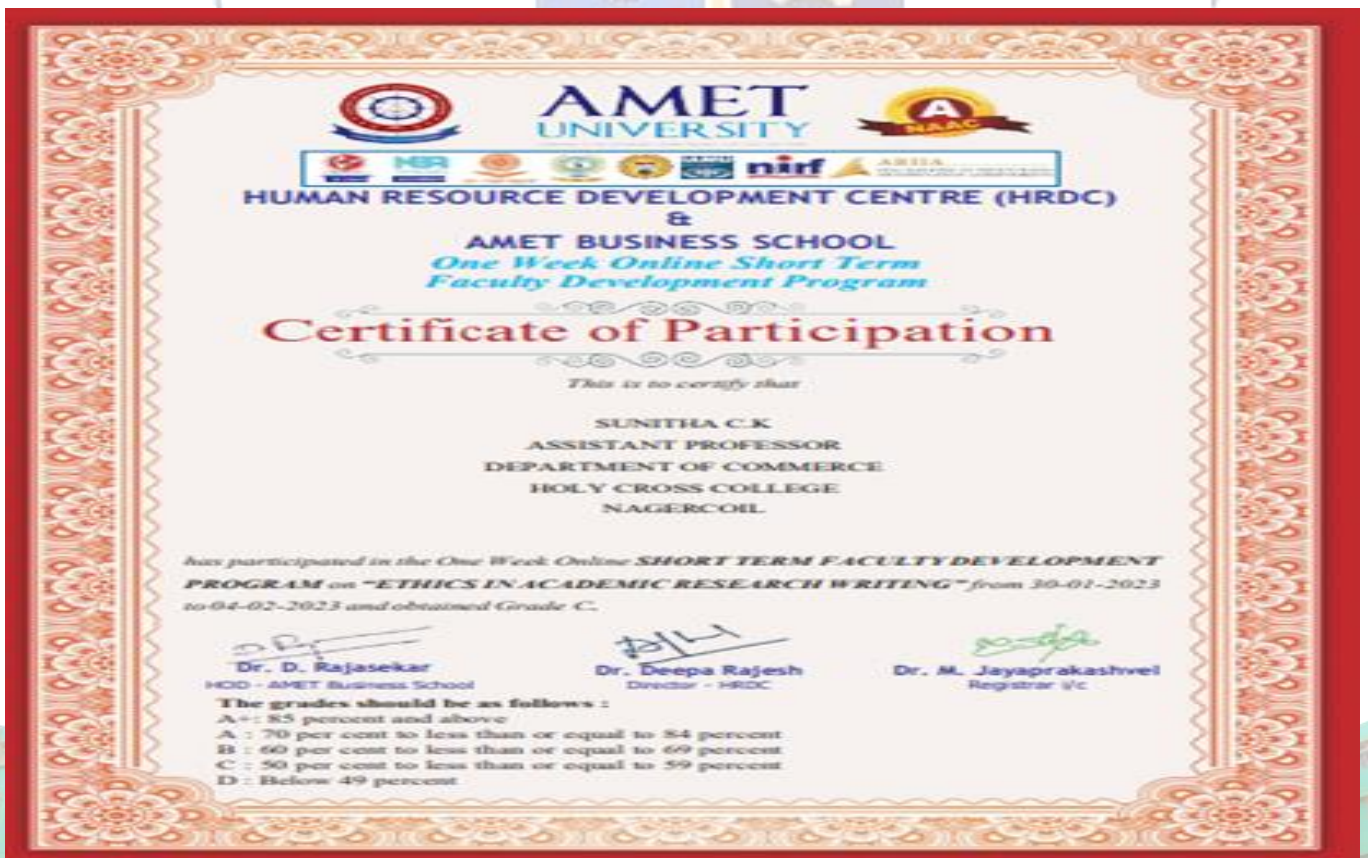 AMET
UNIVERSITY
A
NAAC
nirf
ARIIA
HUMAN RESOURCE DEVELOPMENT CENTRE (HRDC)
&
AMET BUSINESS SCHOOL
One Week Online Short Term
Faculty Development Program
Certificate of Participation
This is to certify that
SUNITHA C.K
ASSISTANT PROFESSOR
DEPARTMENT OF COMMERCE
HOLY CROSS COLLEGE
NAGERCOIL
has participated in the One Week Online SHORT TERM FACULTY DEVELOPMENT
PROGRAM on "ETHICS IN ACADEMIC RESEARCH WRITING" from 30-01-2023
to 04-02-2023 and obtained Grade C.
Dr. D. Rajasekar Dr. Deepa Rajesh Dr. M. Jayaprakashvel
HOD - AMET Business School Director - HRDC Registrar i/c
The grades should be as follows :
A+: 85 percent and above
A : 70 per cent to less than or equal to 84 percent
B : 60 per cent to less than or equal to 69 percent
C : 50 per cent to less than or equal to 59 percent
D : Below 49 percent